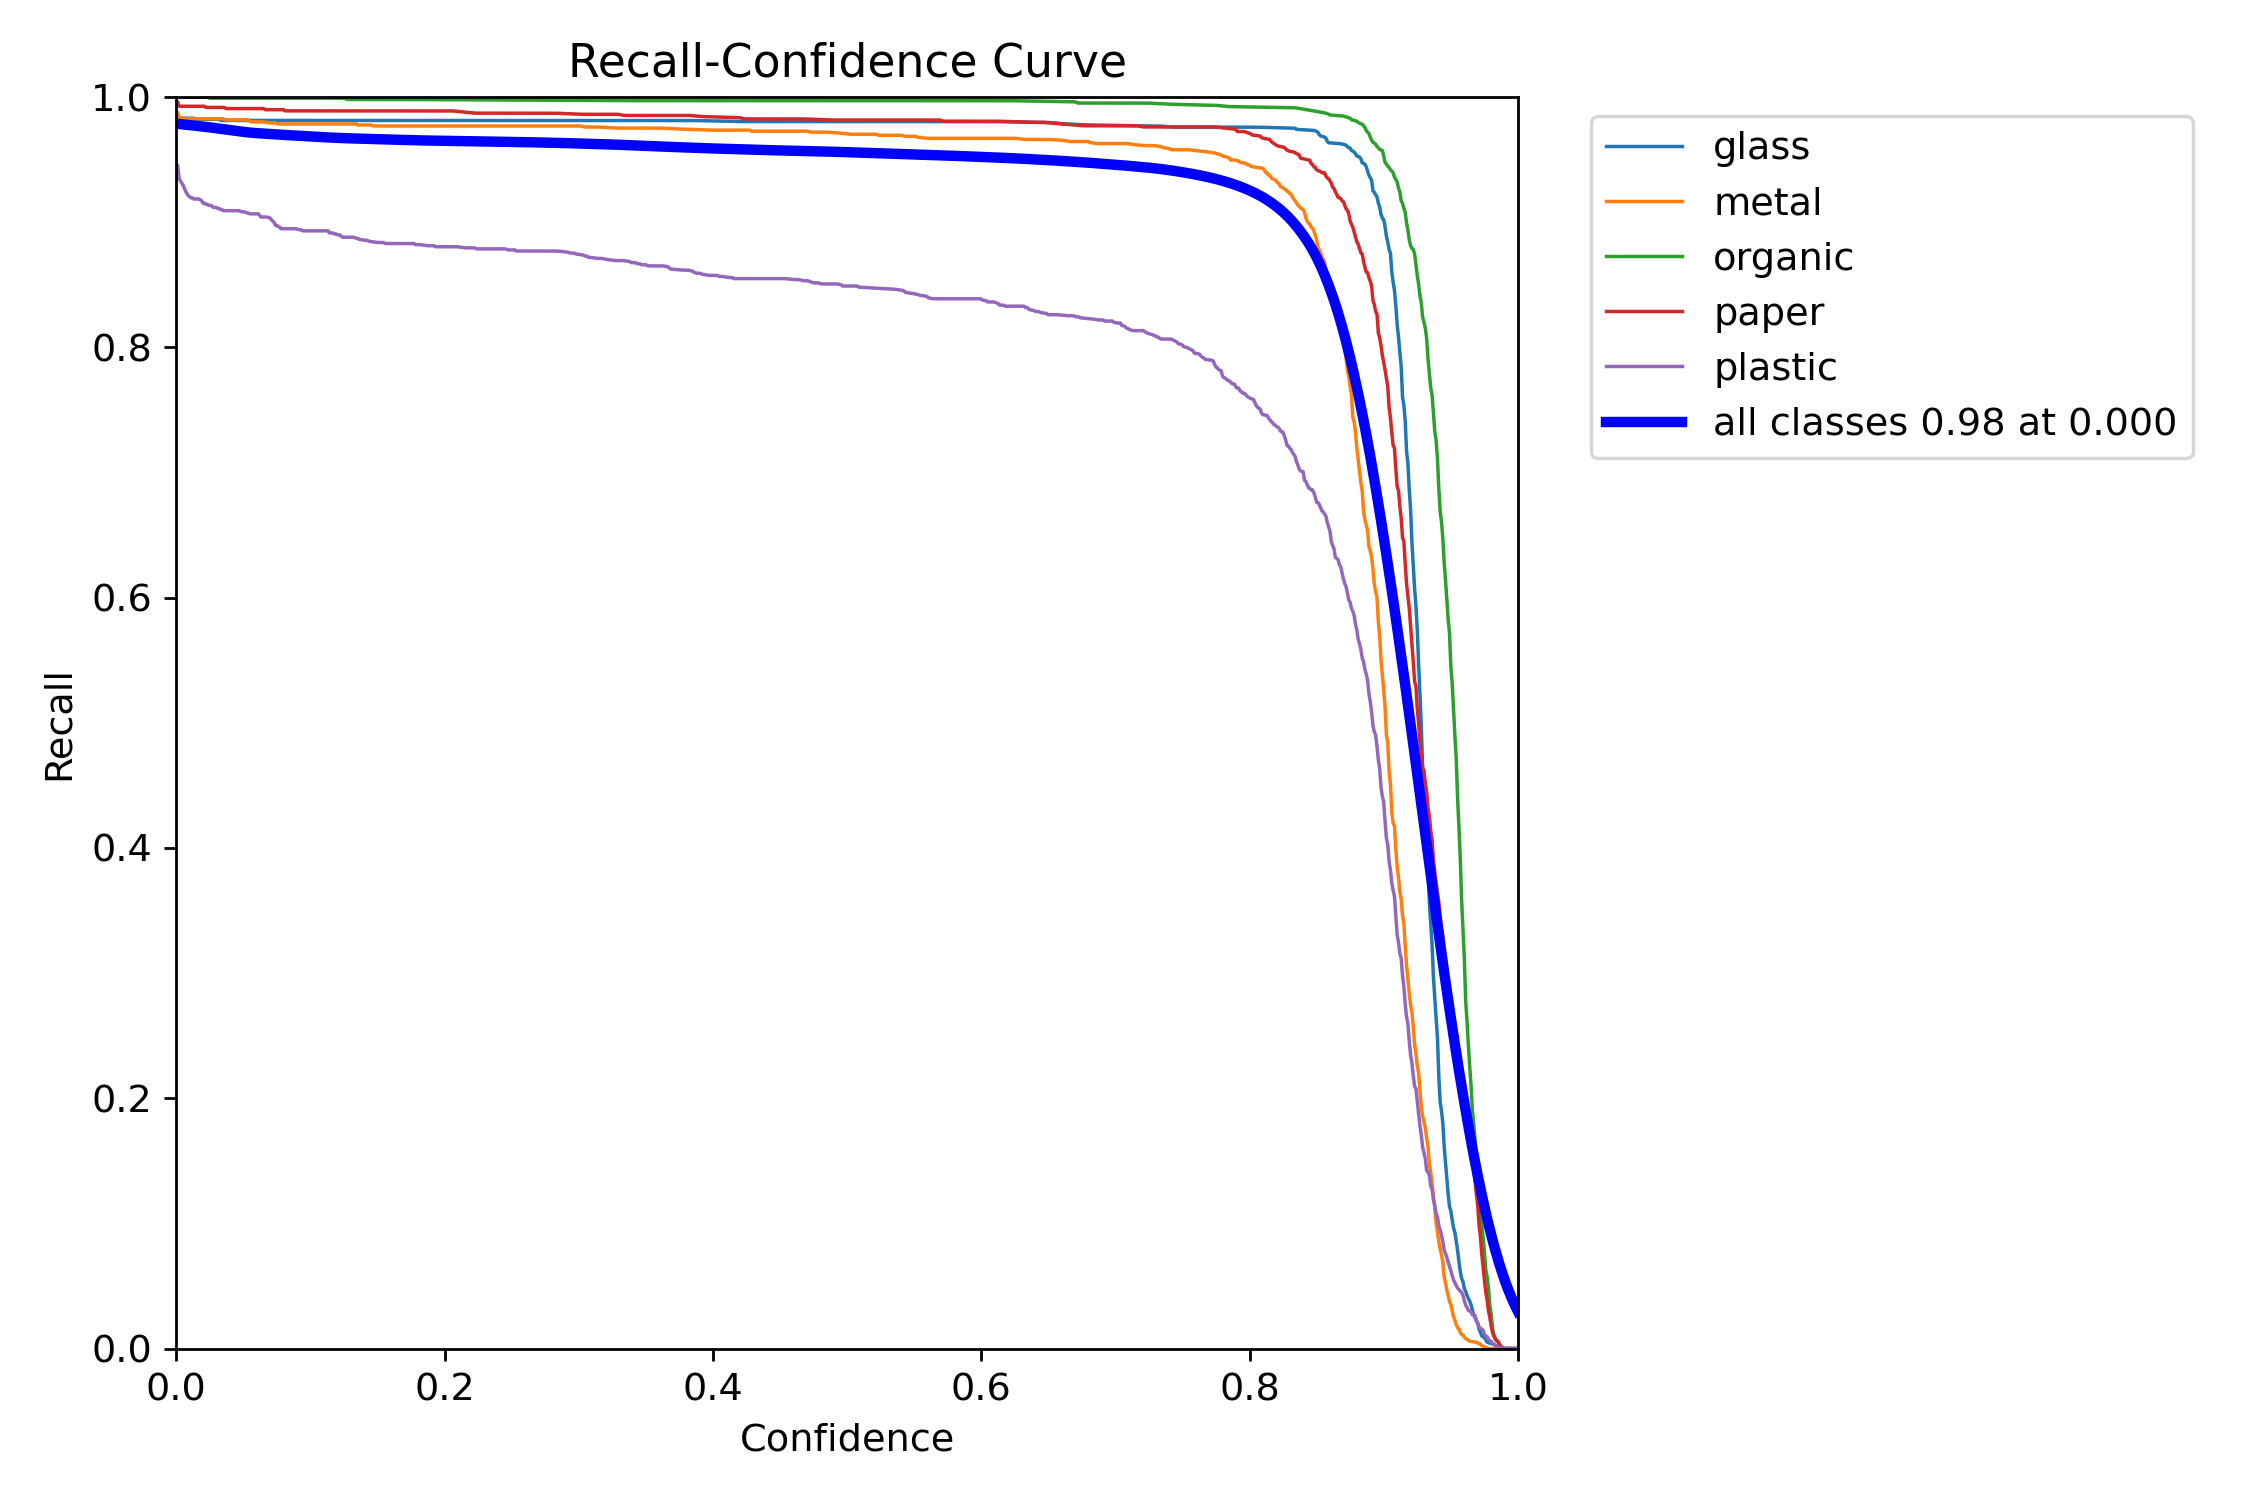 Recall-Confidence Curve
1.0
0.8
0.6
0.4
0.2
0.0
Recall
0.0 0.2 0.4 0.6 0.8 1.0
Confidence
glass
metal
organic
paper
plastic
all classes 0.98 at 0.000